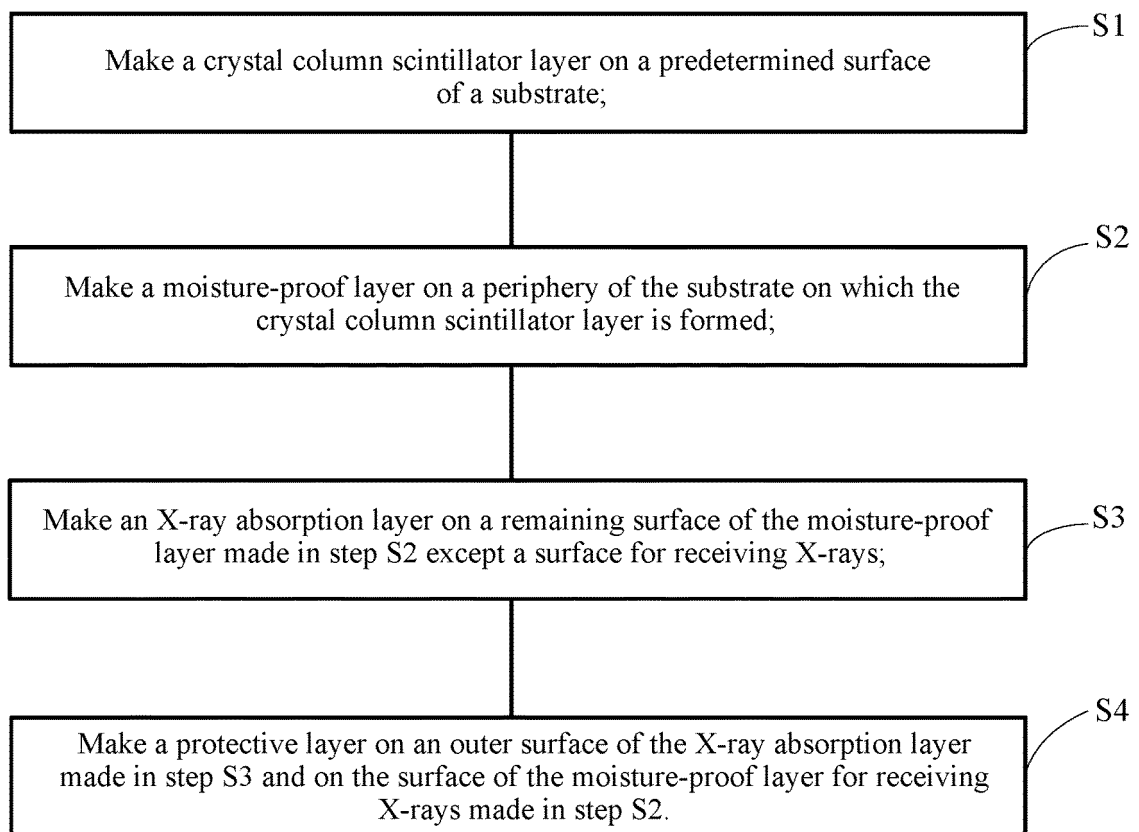 S1
Make a crystal column scintillator layer on a predetermined surface
of a substrate;
S2
Make a moisture-proof layer on a periphery of the substrate on which the
crystal column scintillator layer is formed;
S3
Make an X-ray absorption layer on a remaining surface of the moisture-proof
layer made in step S2 except a surface for receiving X-rays;
S4
Make a protective layer on an outer surface of the X-ray absorption layer
made in step S3 and on the surface of the moisture-proof layer for receiving
X-rays made in step S2.